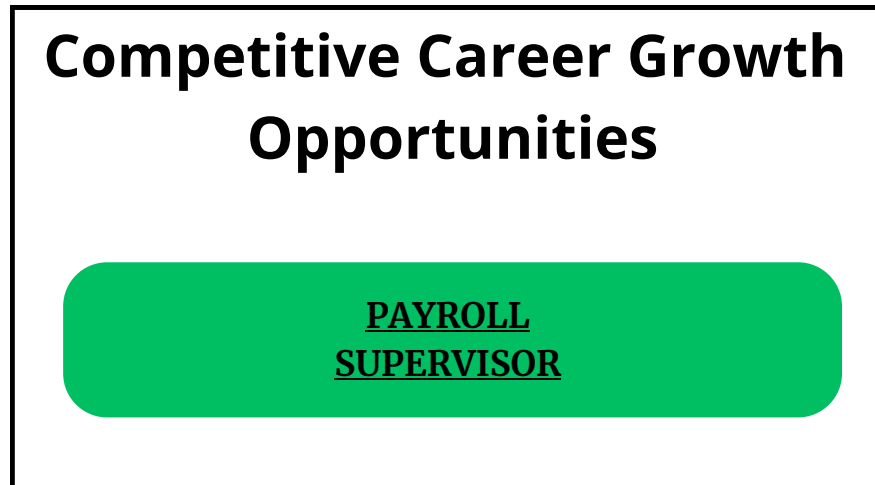 Competitive Career Growth
Opportunities
PAYROLL
SUPERVISOR